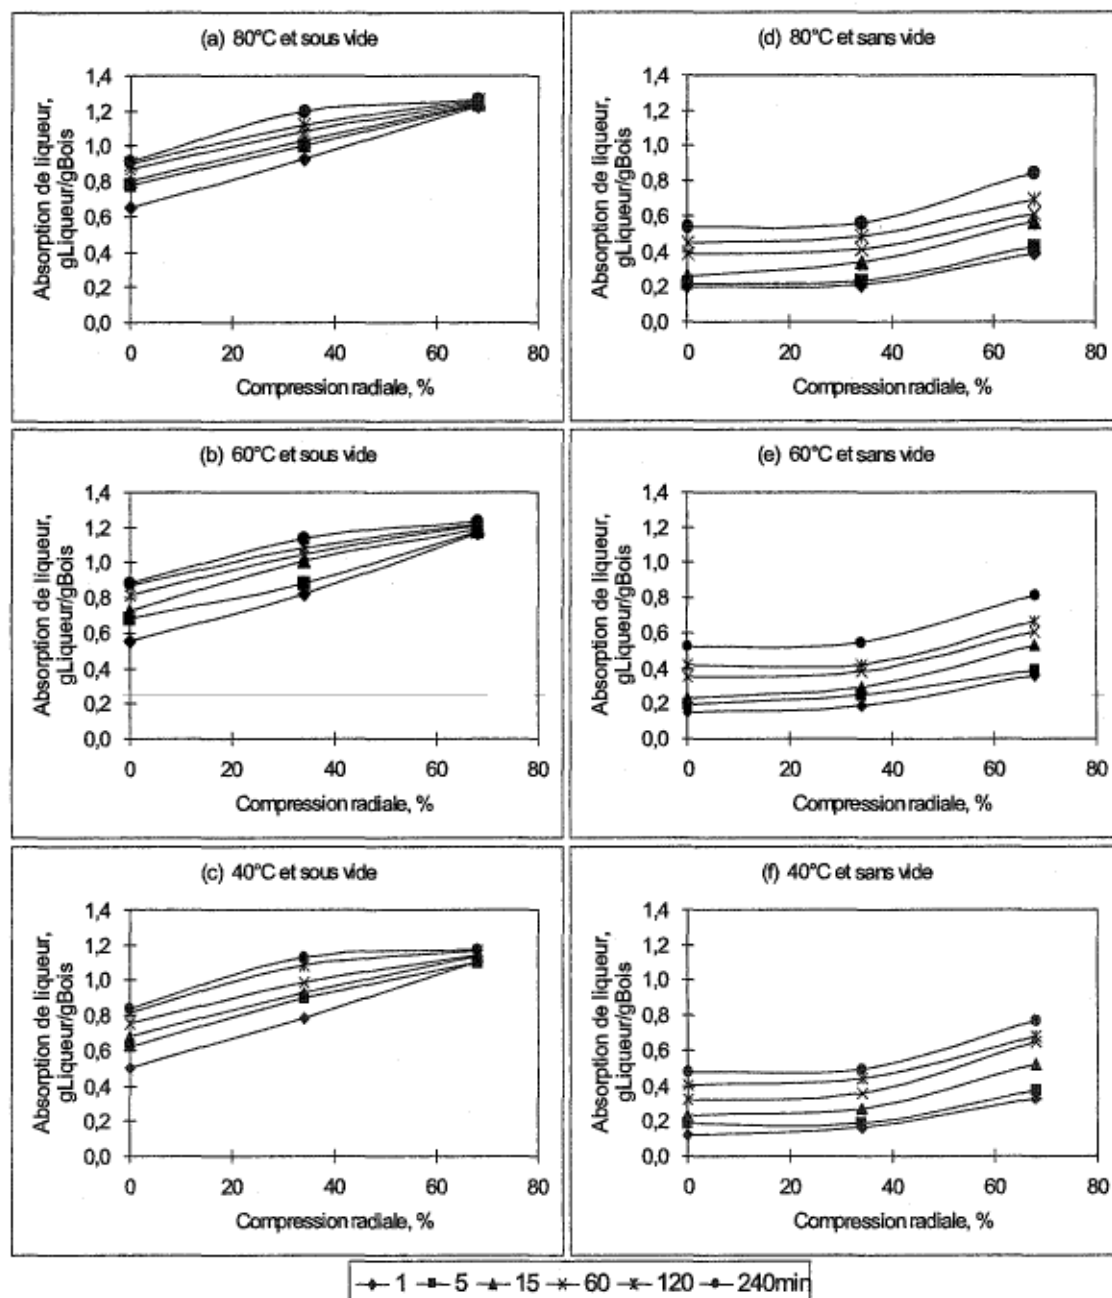 (a) 80°C et sous vide
Absorption de liqueur,
gLiqueur/gBois
1,4
1,2
1,0
0,8
0,6
0,4
0,2
0,0
0 20 40 60 80
Compression radiale, %
(d) 80°C et sans vide
Absorption de liqueur,
gLiqueur/gBois
1,4
1,2
1,0
0,8
0,6
0,4
0,2
0,0
0 20 40 60 80
Compression radiale, %
(b) 60°C et sous vide
Absorption de liqueur,
gLiqueur/gBois
1,4
1,2
1,0
0,8
0,6
0,4
0,2
0,0
0 20 40 60 80
Compression radiale, %
(e) 60°C et sans vide
Absorption de liqueur,
gLiqueur/gBois
1,4
1,2
1,0
0,8
0,6
0,4
0,2
0,0
0 20 40 60 80
Compression radiale, %
(c) 40°C et sous vide
Absorption de liqueur,
gLiqueur/gBois
1,4
1,2
1,0
0,8
0,6
0,4
0,2
0,0
0 20 40 60 80
Compression radiale, %
(f) 40°C et sans vide
Absorption de liqueur,
gLiqueur/gBois
1,4
1,2
1,0
0,8
0,6
0,4
0,2
0,0
0 20 40 60 80
Compression radiale, %
1 5 15 60 120 240min